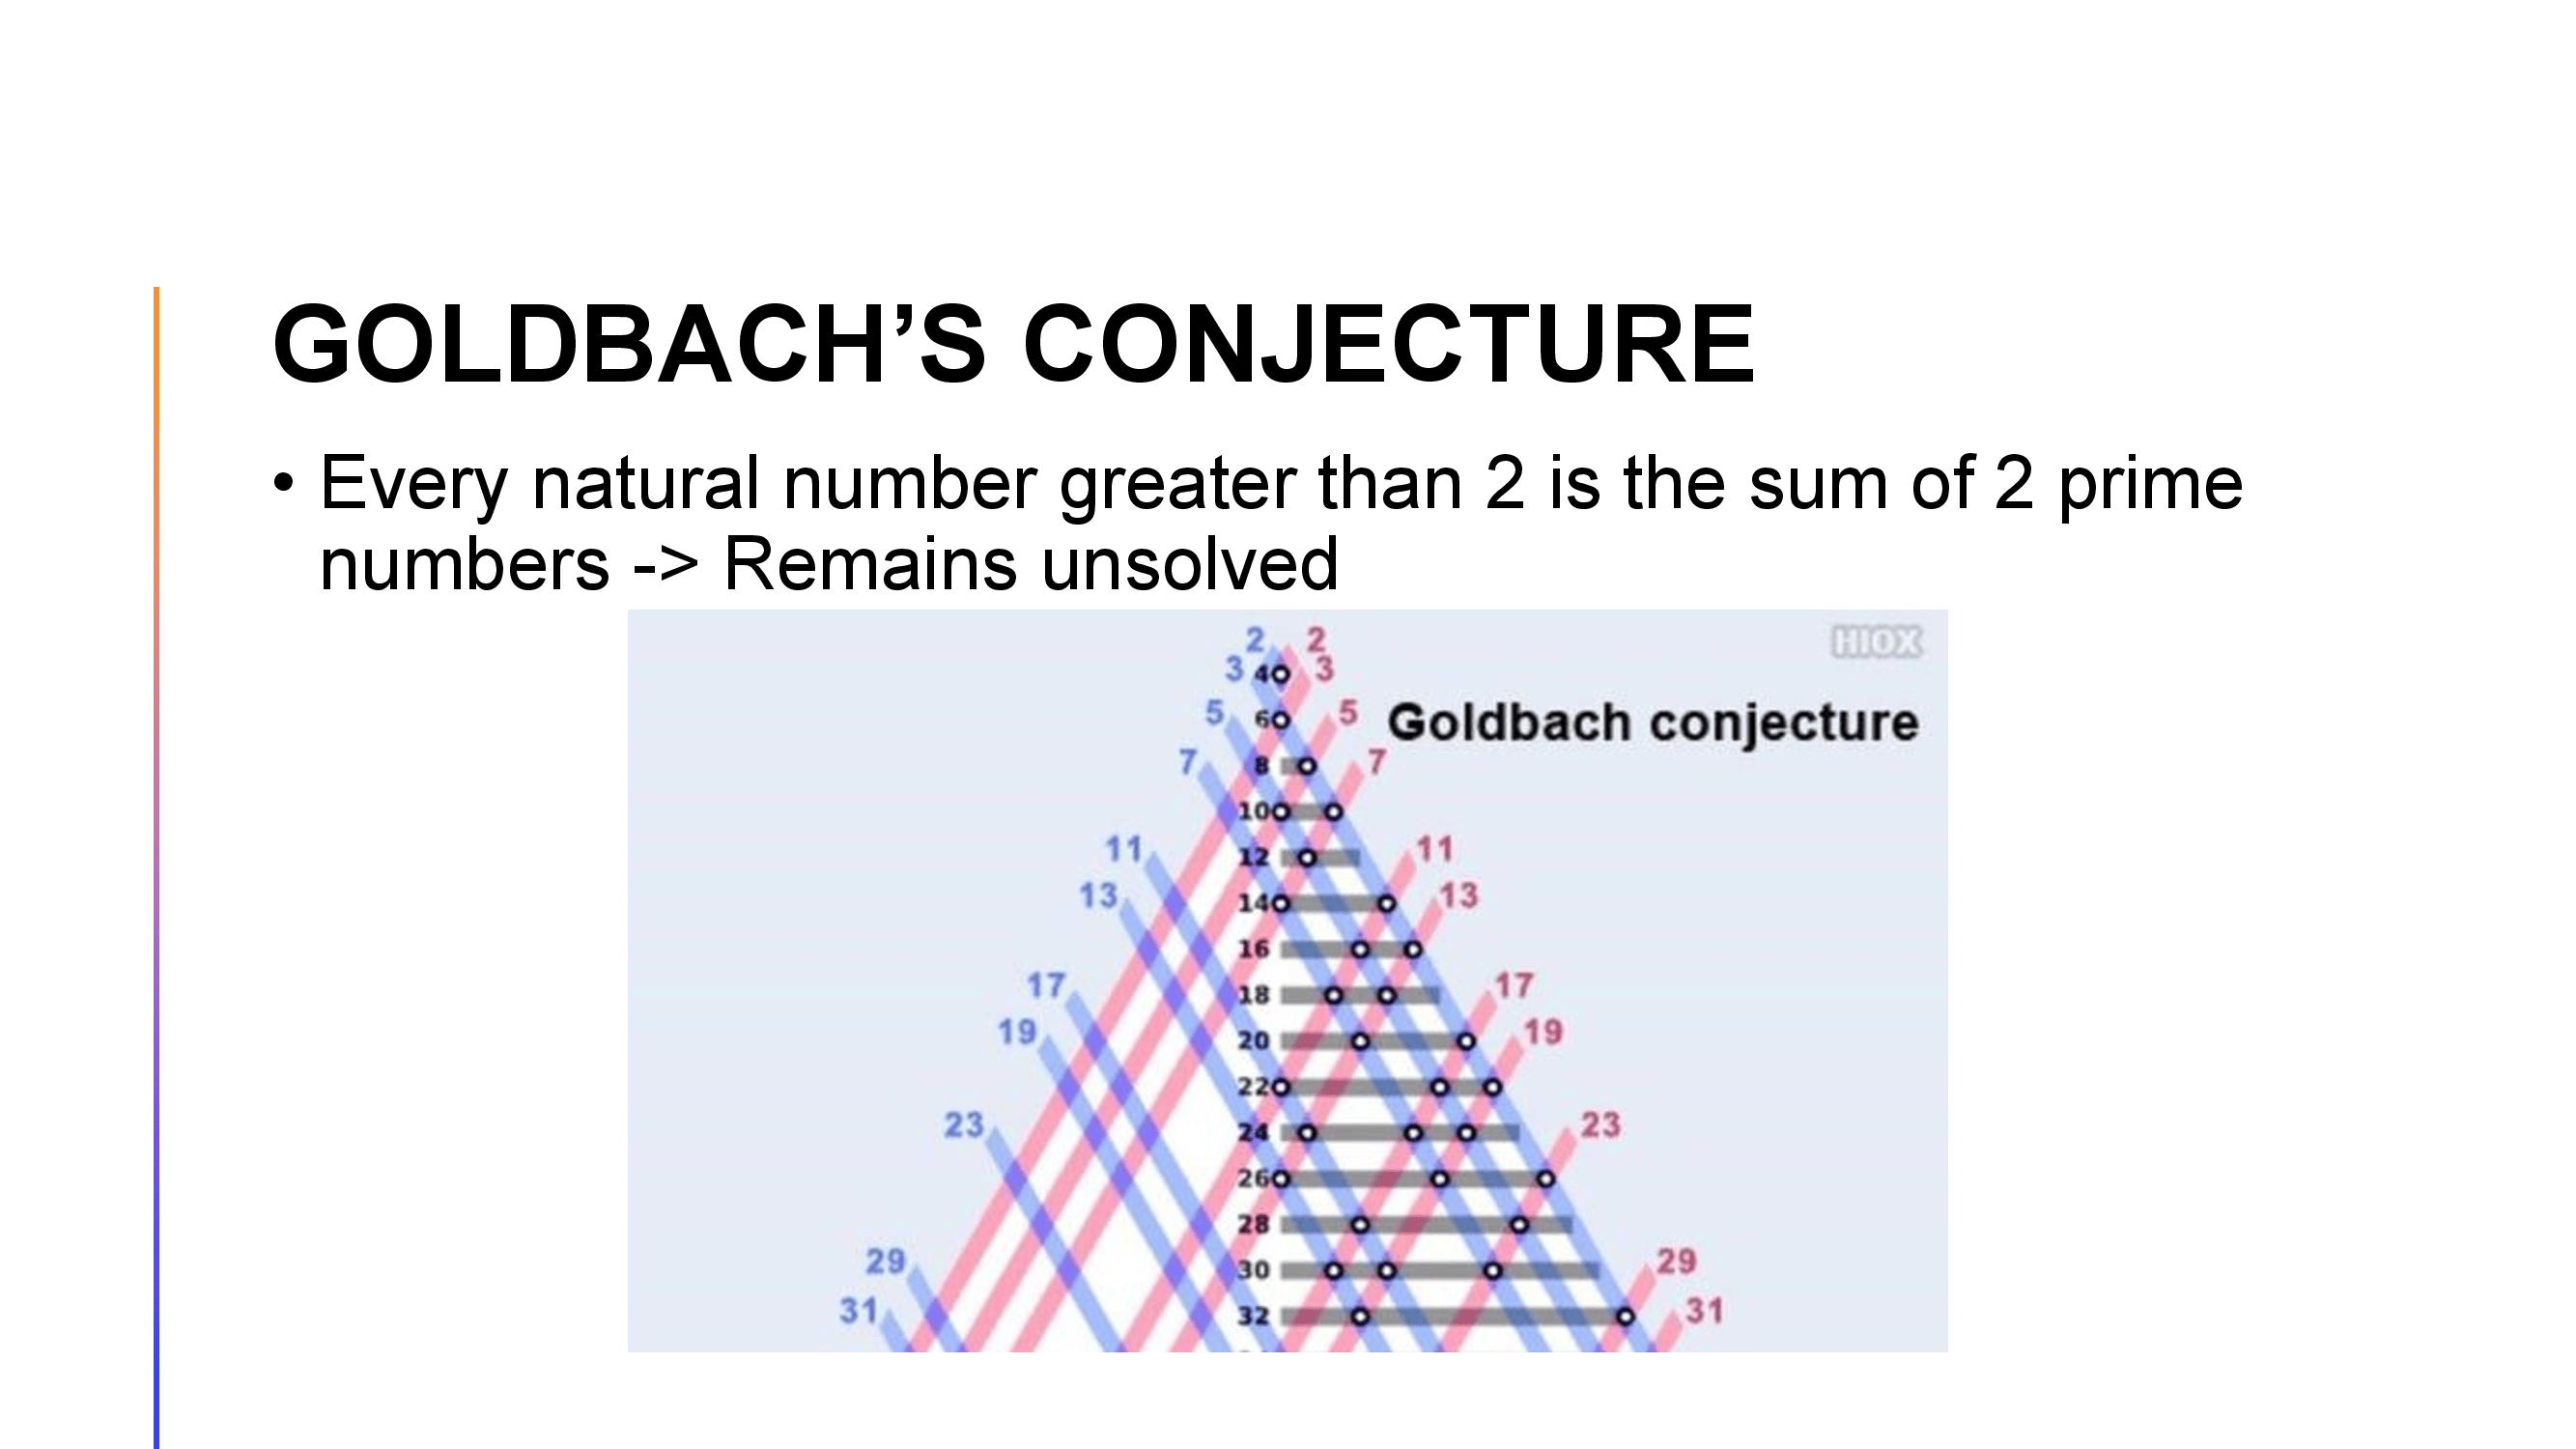 GOLDBACH’S CONJECTURE
• Every natural number greater than 2 is the sum of 2 prime
numbers -> Remains unsolved
HIOX
2 2
3 4 3
5 6 5
Goldbach conjecture
7 8 7
10
11 12 11
13 14 13
16
17 18 17
19 20 19
22
23 24 23
26
28
29 30 29
31 32 31